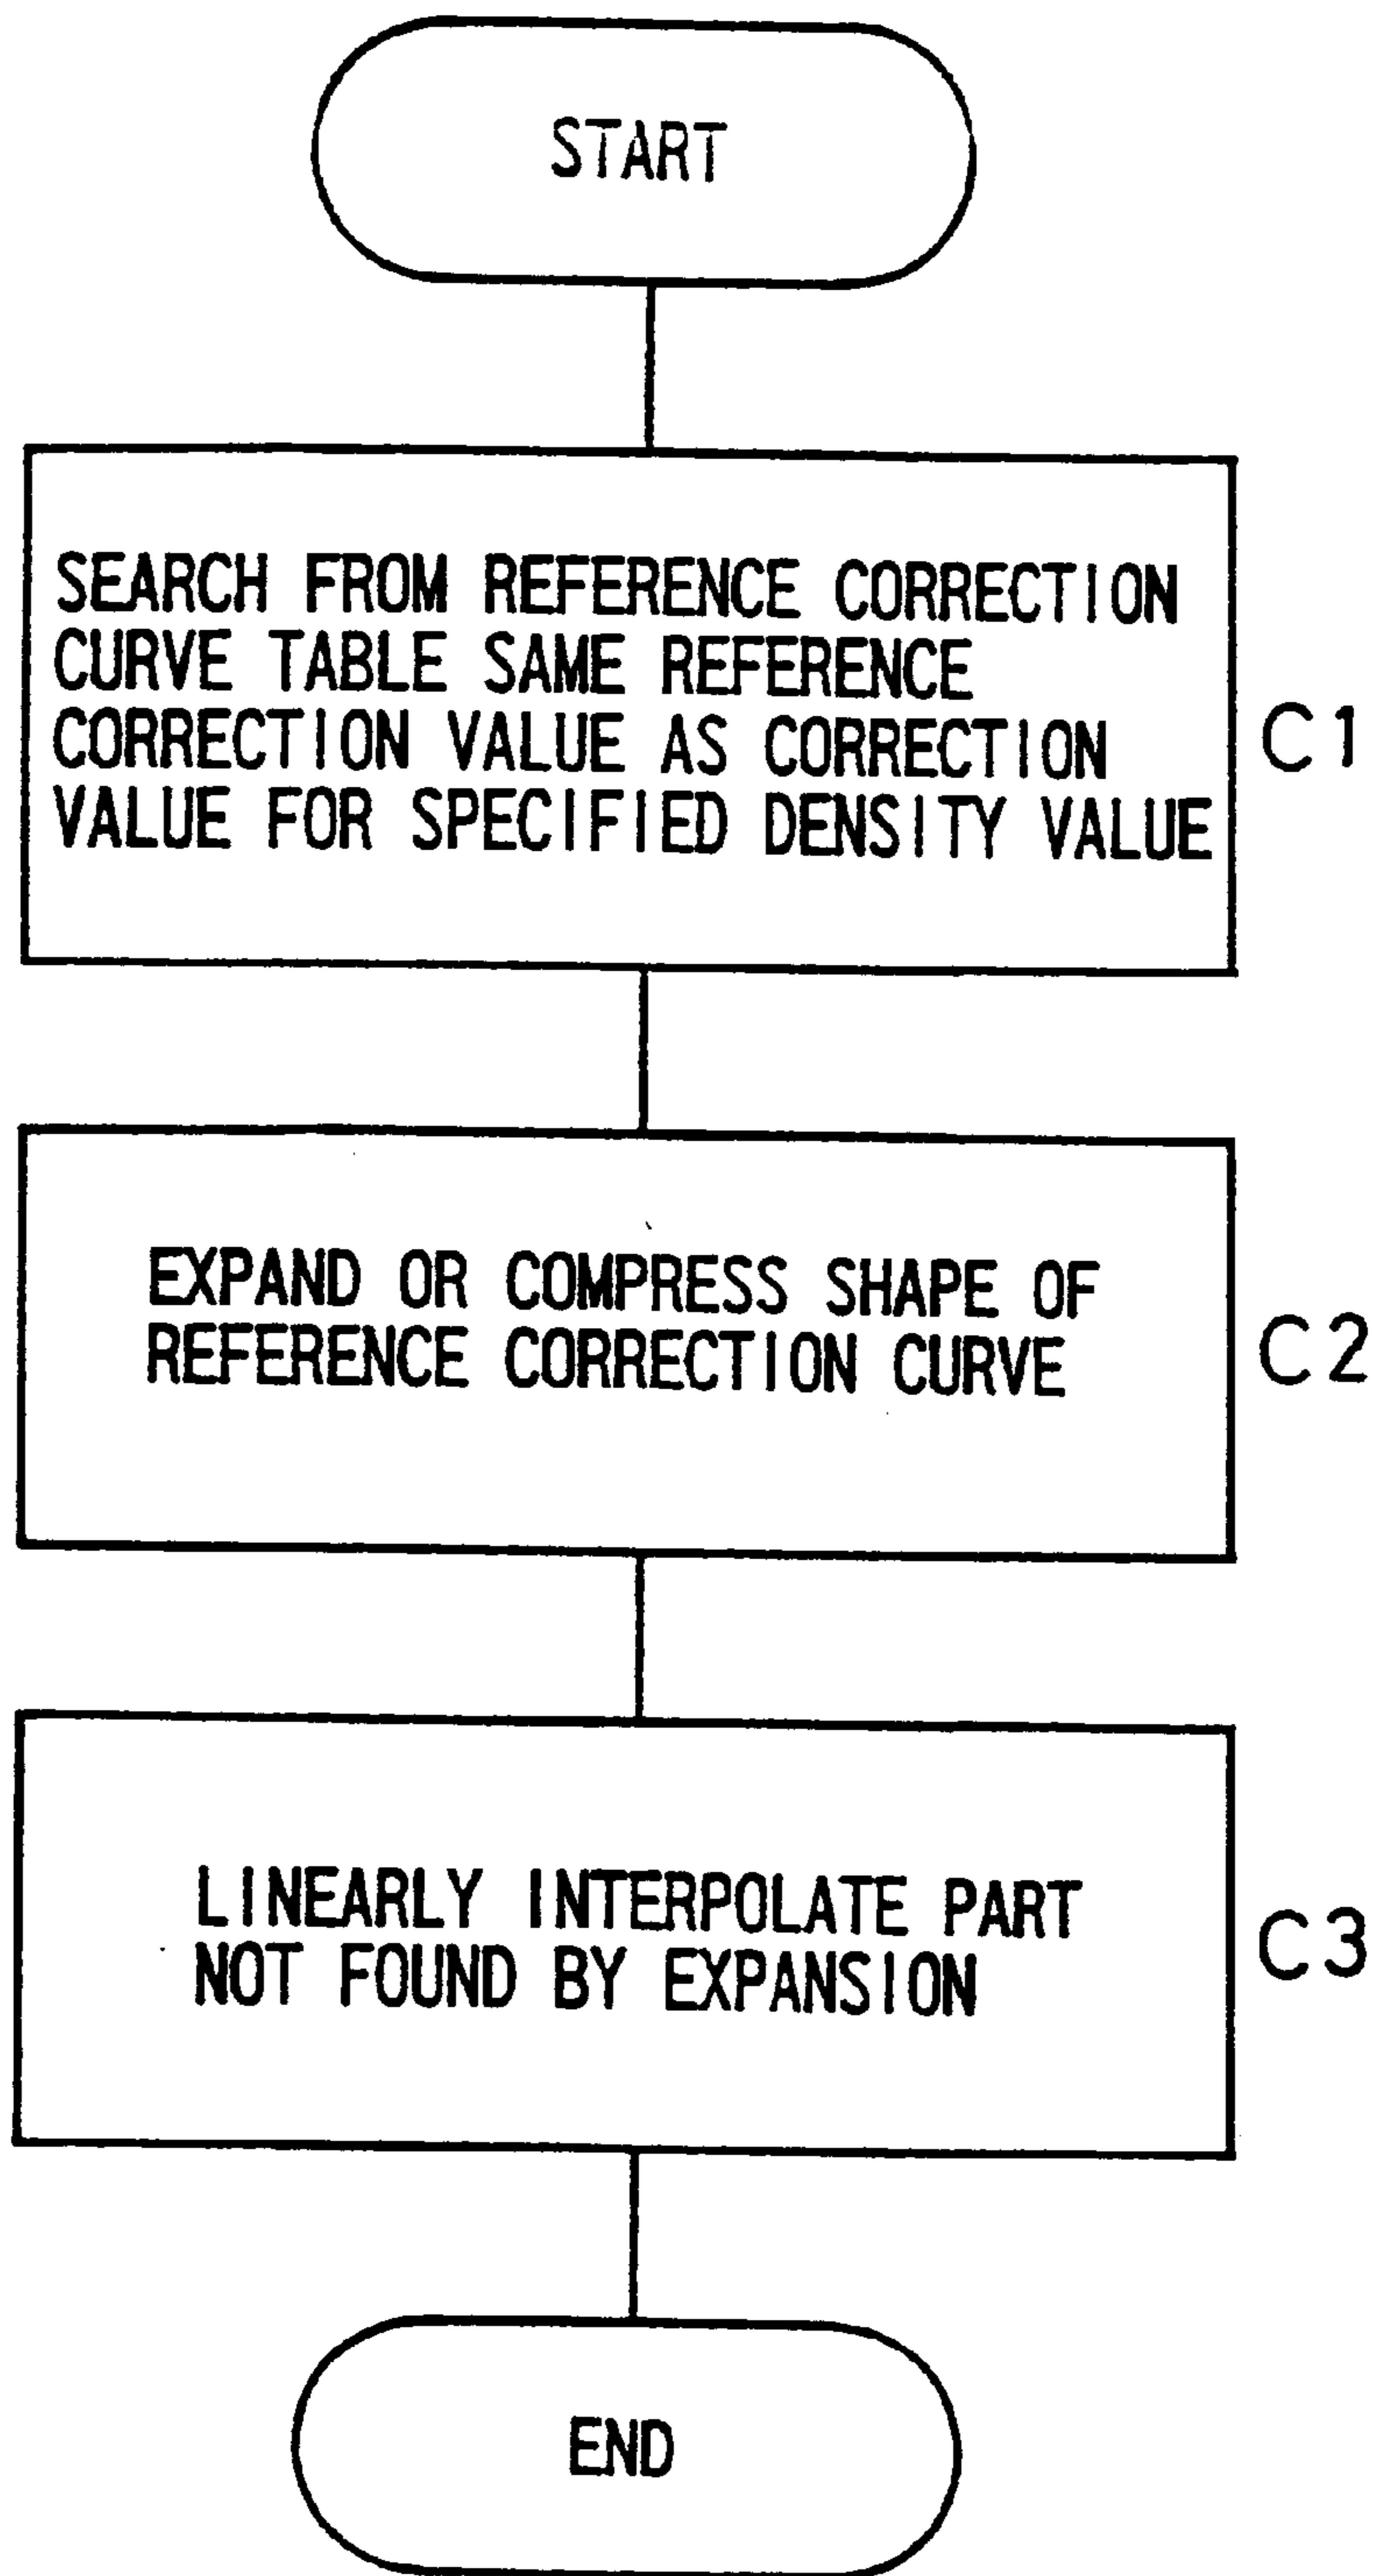 START
SEARCH FROM REFERENCE CORRECTION
CURVE TABLE SAME REFERENCE
CORRECTION VALUE AS CORRECTION
VALUE FOR SPECIFIED DENSITY VALUE
C1
EXPAND OR COMPRESS SHAPE OF
REFERENCE CORRECTION CURVE
C2
LINEARLY INTERPOLATE PART
NOT FOUND BY EXPANSION
C3
END